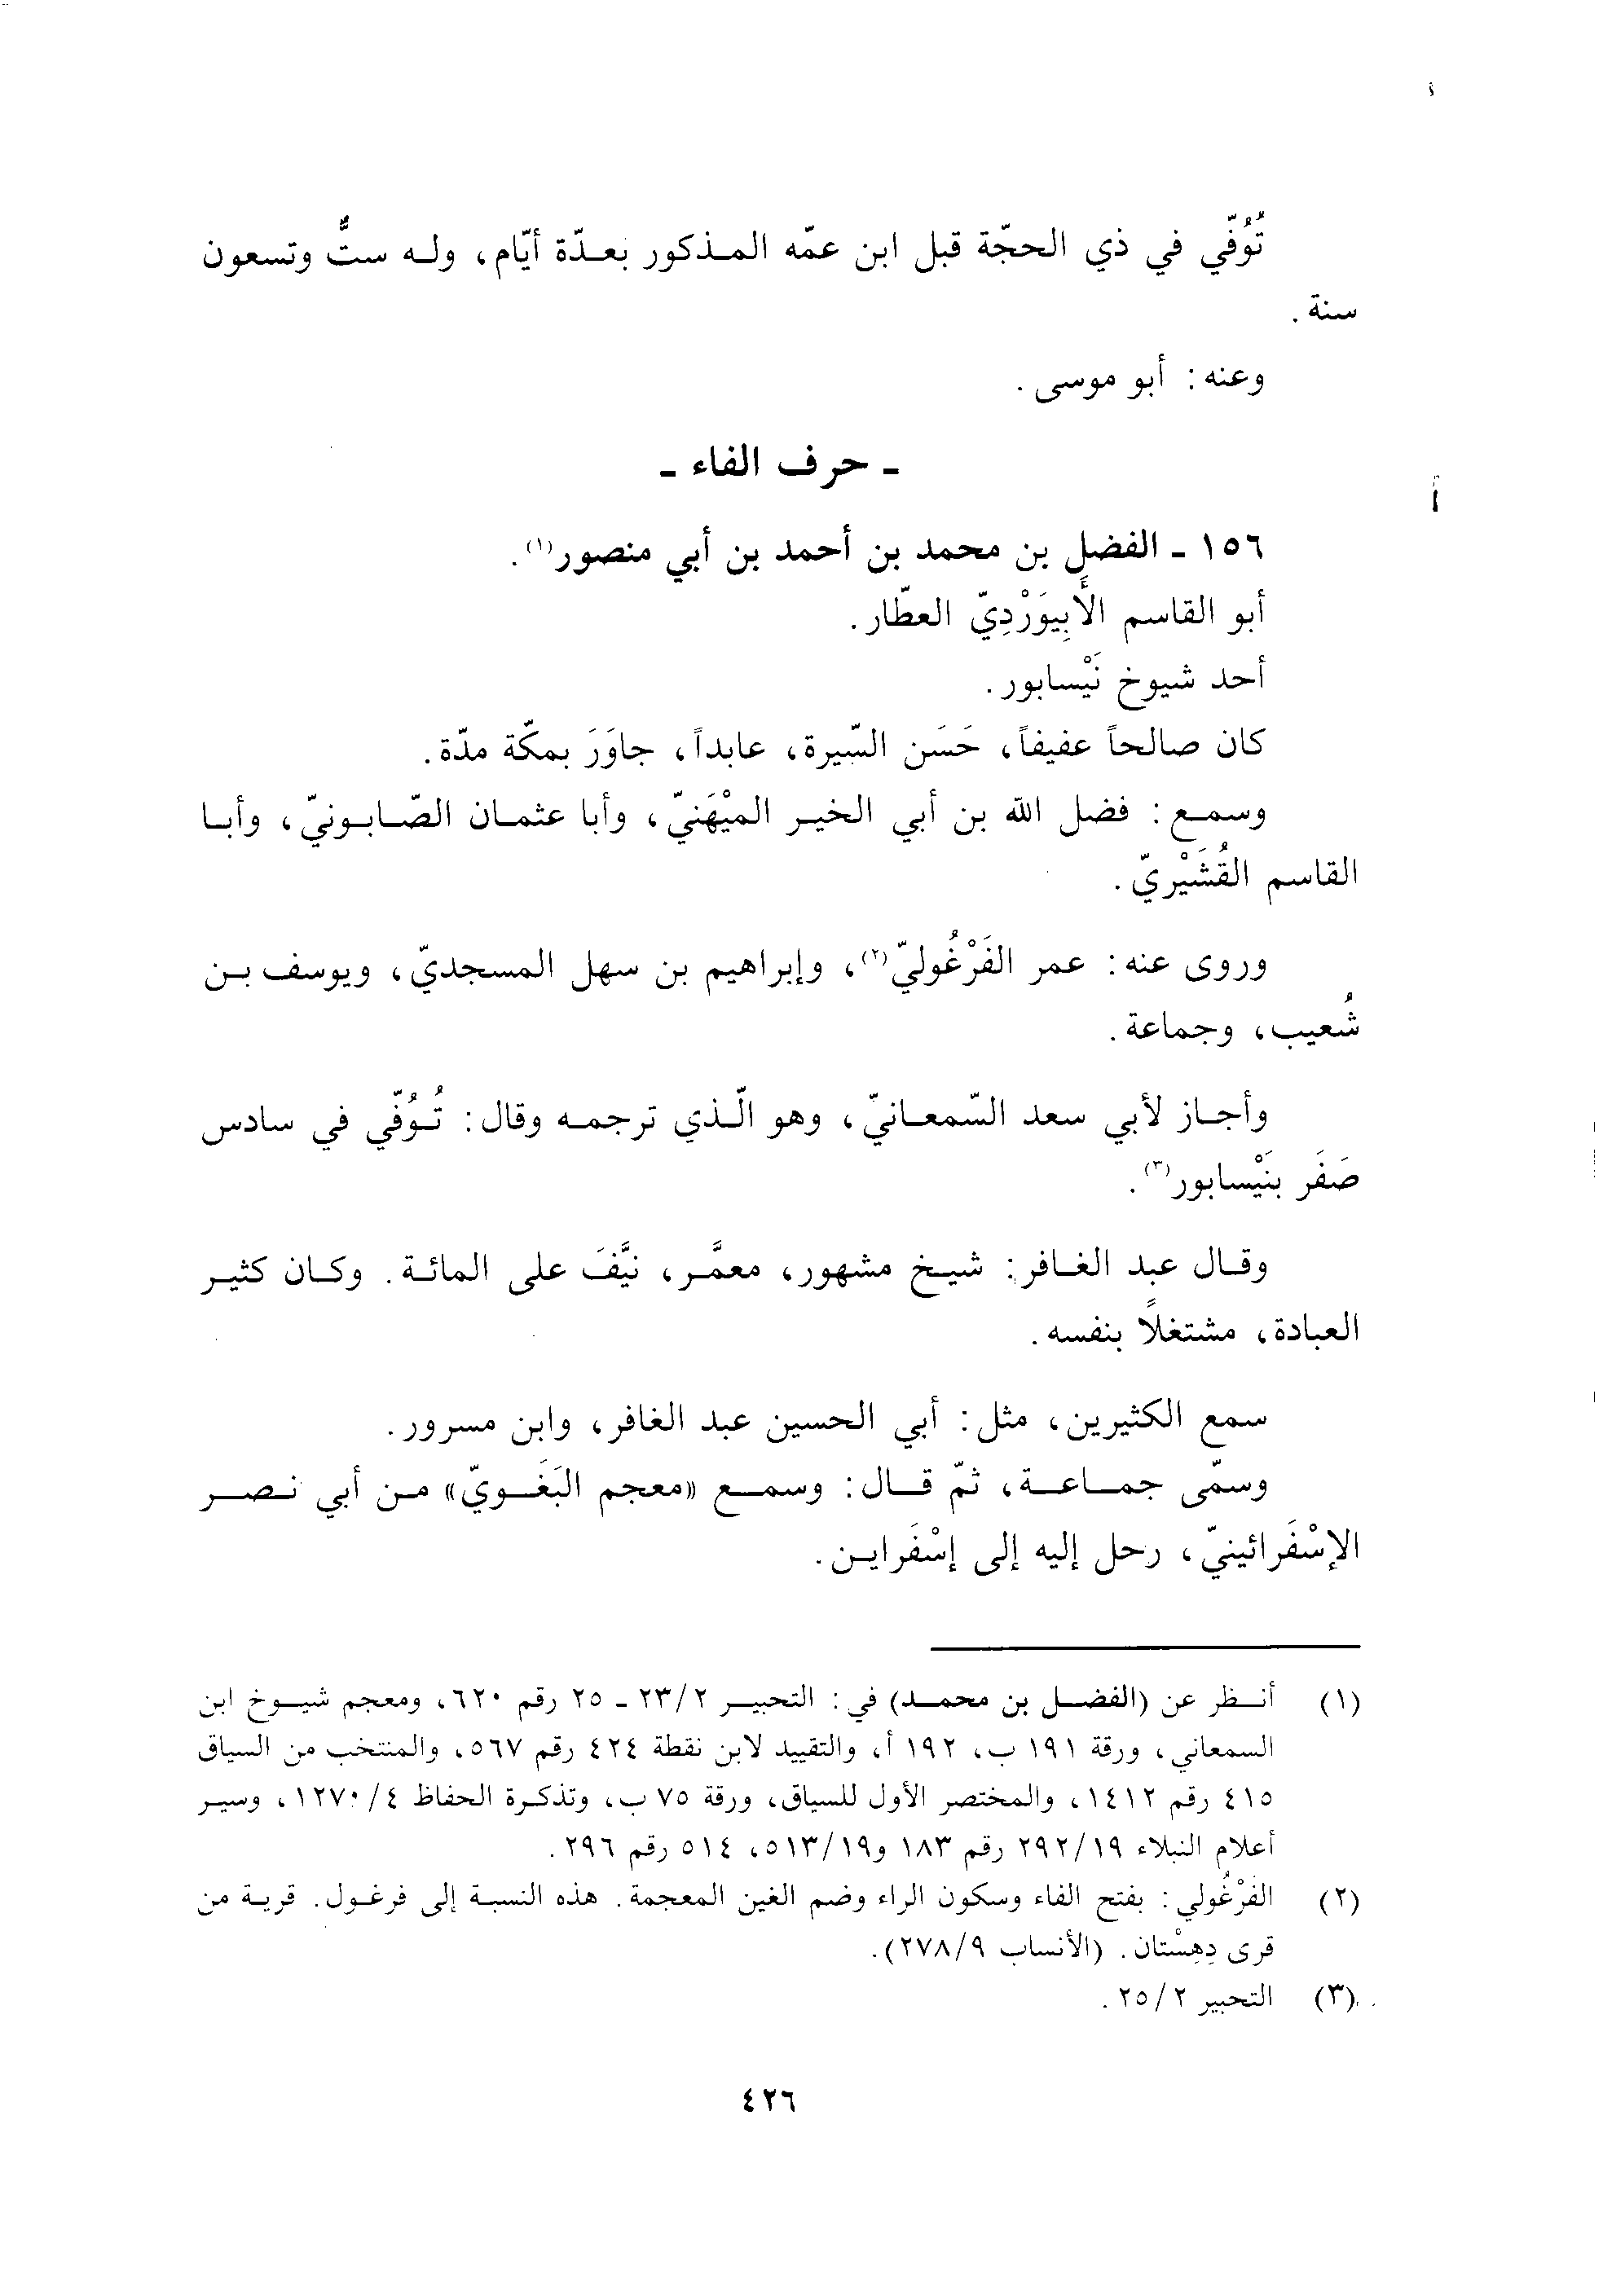 تُوُفّي في ذي الحجّة قبل ابن عمّه المذكور بعدّة أيّام، وله ستٌّ وتسعون
سنة.
وعنه: أبو موسى.
- حرف الفاء -
١٥٦ - الفضل بن محمد بن أحمد بن أبي منصور(١).
أبو القاسم الأَبِيوَرْدِيّ العطّار.
أحد شيوخ نَيْسابور.
كان صالحاً عفيفاً، حَسَن السّيرة، عابداً، جاوَرَ بمكّة مدّة.
وسمع: فضل الله بن أبي الخير الميْهَنيّ، وأبا عثمان الصّابونيّ، وأبا
القاسم القُشَيْريّ.
وروى عنه: عمر الفَرْغُوليّ(٢)، وإبراهيم بن سهل المسجديّ، ويوسف بن
شُعيب، وجماعة.
وأجاز لأبي سعد السّمعانيّ، وهو الّذي ترجمه وقال: تُوُفّي في سادس
صَفَر بنَيْسابور(٣).
وقال عبد الغافر: شيخ مشهور، معمَّر، نيَّفَ على المائة. وكان كثير
العبادة، مشتغلاً بنفسه.
سمع الكثيرين، مثل: أبي الحسين عبد الغافر، وابن مسرور.
وسمّى جماعة، ثمّ قال: وسمع «معجم البَغَويّ» من أبي نصر
الإسْفَرائينيّ، رحل إليه إلى إسْفَراين.
(١) أنظر عن (الفضل بن محمد) في: التحبير ٢٣/٢ - ٢٥ رقم ٦٢٠، ومعجم شيوخ ابن
السمعاني، ورقة ١٩١ ب، ١٩٢ أ، والتقييد لابن نقطة ٤٢٤ رقم ٥٦٧، والمنتخب من السياق
٤١٥ رقم ١٤١٢، والمختصر الأول للسياق، ورقة ٧٥ ب، وتذكرة الحفاظ ١٢٧٠/٤، وسير
أعلام النبلاء ٢٩٢/١٩ رقم ١٨٣ و٥١٣/١٩، ٥١٤ رقم ٢٩٦.
(٢) الفَرْغُولي: بفتح الفاء وسكون الراء وضم الغين المعجمة. هذه النسبة إلى فرغول. قرية من
قرى دِهِسْتان. (الأنساب ٢٧٨/٩).
(٣) التحبير ٢٥/٢.
٤٢٦